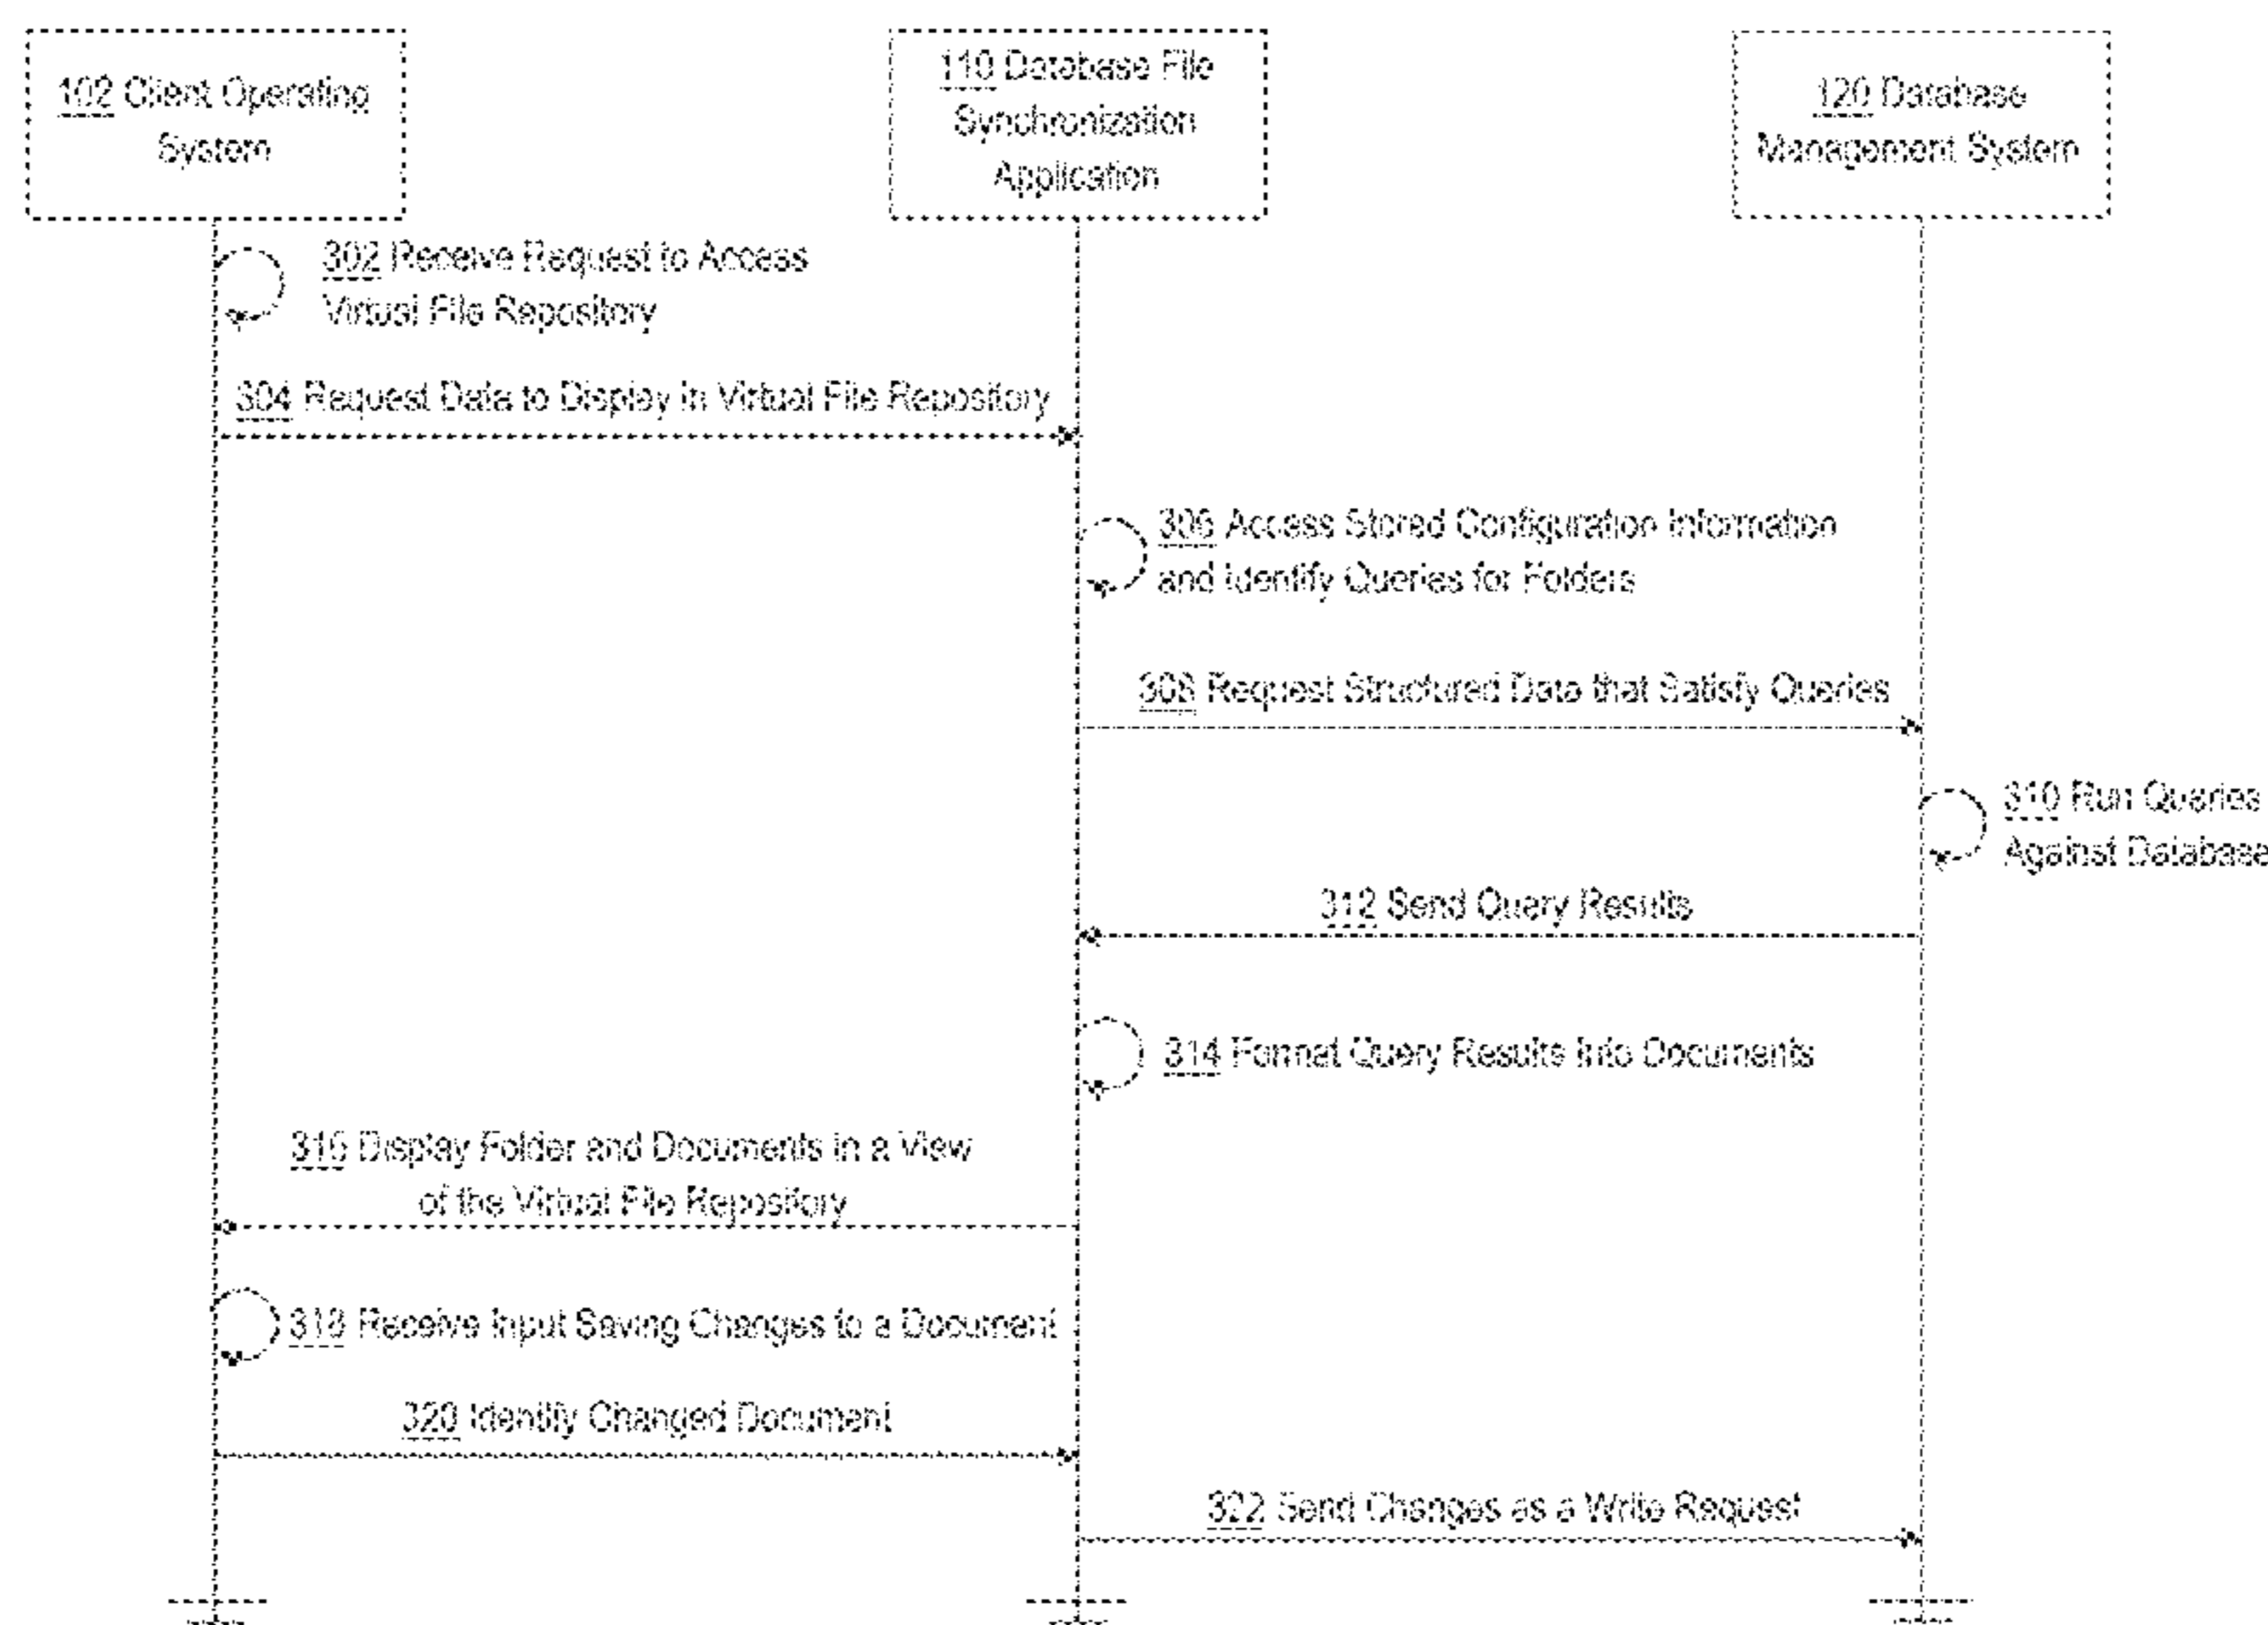 102 Client Operating
System
110 Database File
Synchronization
Application
120 Database
Management System
302 Receive Request to Access
Virtual File Repository
304 Request Data to Display in Virtual File Repository
306 Access Stored Configuration Information
and Identify Queries for Folders
308 Request Structured Data that Satisfy Queries
310 Run Queries
Against Database
312 Send Query Results
314 Format Query Results Into Documents
316 Display Folder and Documents in a View
of the Virtual File Repository
318 Receive Input Saving Changes to a Document
320 Identify Changed Document
322 Send Changes as a Write Request